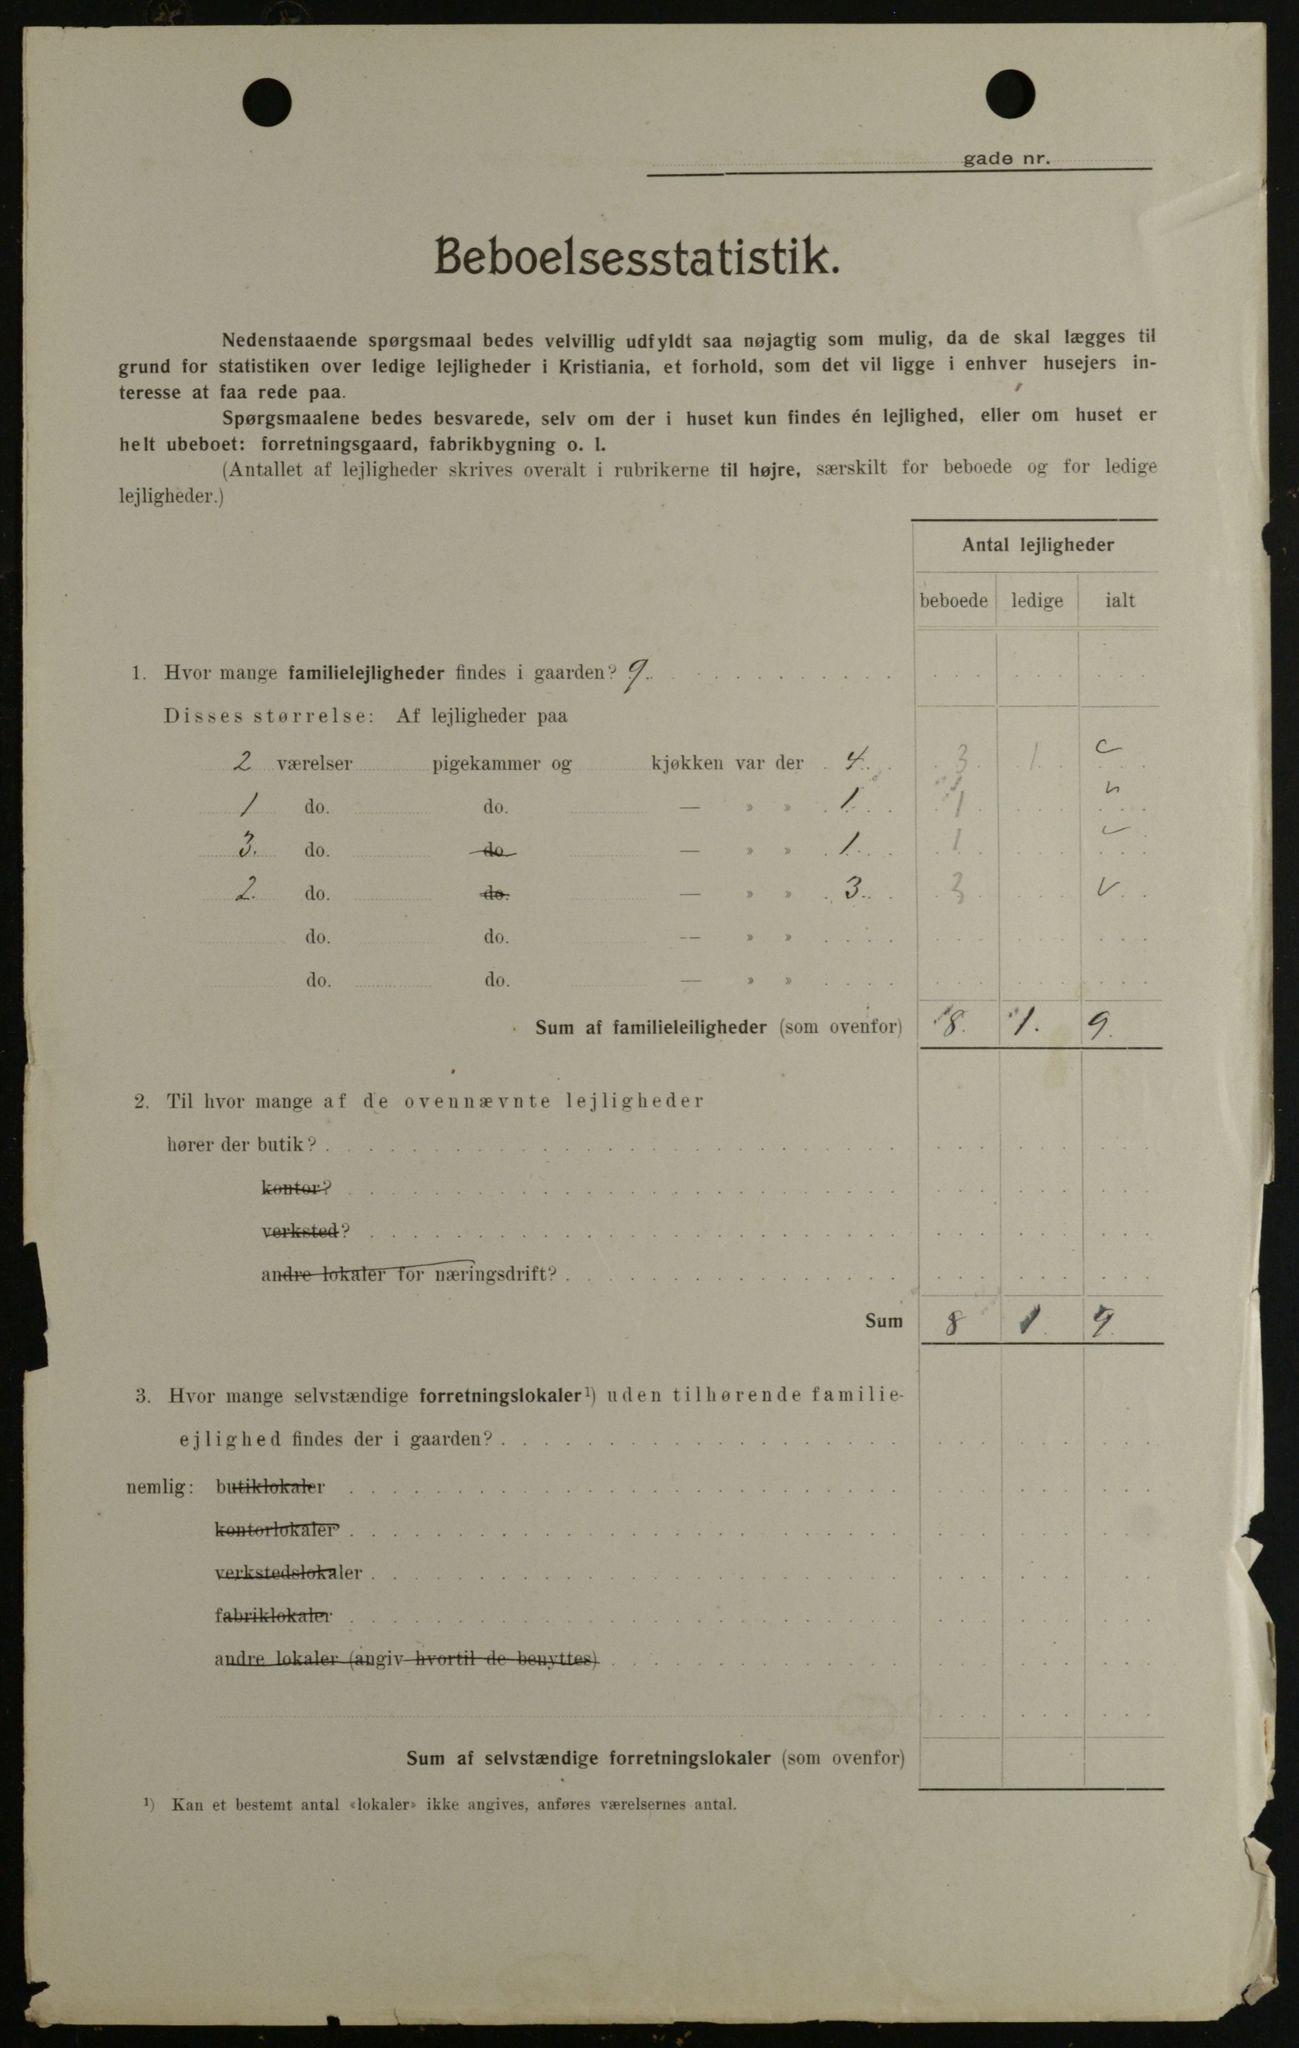 gade nr.
Beboelsesstatistik.
Nedenstaaende spørgsmaal bedes velvillig udfyldt saa nøjagtig som mulig, da de skal lægges til
grund for statistiken over ledige lejligheder i Kristiania, et forhold, som det vil ligge i enhver husejers in-
teresse at faa rede paa.
Spørgsmaalene bedes besvarede, selv om der i huset kun findes én lejlighed, eller om huset er
helt ubeboet: forretningsgaard, fabrikbygning o. l.
(Antallet af lejligheder skrives overalt i rubrikerne til højre, særskilt for beboede og for ledige
lejligheder.)
Antal lejligheder
beboede ledige ialt
1. Hvor mange familielejligheder findes i gaarden? 9.
Disses størrelse: Af lejligheder paa
2 værelser pigekammer og kjøkken var der 4 3 1
1 do. do. — » » 1 1
3. do. do — » » 1 1
2. do. do. — » » 3 3
do. do. — » »
do. do. — » »
Sum af familieleiligheder (som ovenfor) 8. 1. 9.
2. Til hvor mange af de ovennævnte lejligheder
hører der butik?
kontor?
verksted?
andre lokaler for næringsdrift?
Sum 8 1 9
3. Hvor mange selvstændige forretningslokaler¹) uden tilhørende familie-
ejlighed findes der i gaarden?
nemlig: butiklokaler
kontorlokaler
verkstedslokaler
fabriklokaler
andre lokaler (angiv hvortil de benyttes)
Sum af selvstændige forretningslokaler (som ovenfor)
¹) Kan et bestemt antal «lokaler» ikke angives, anføres værelsernes antal.